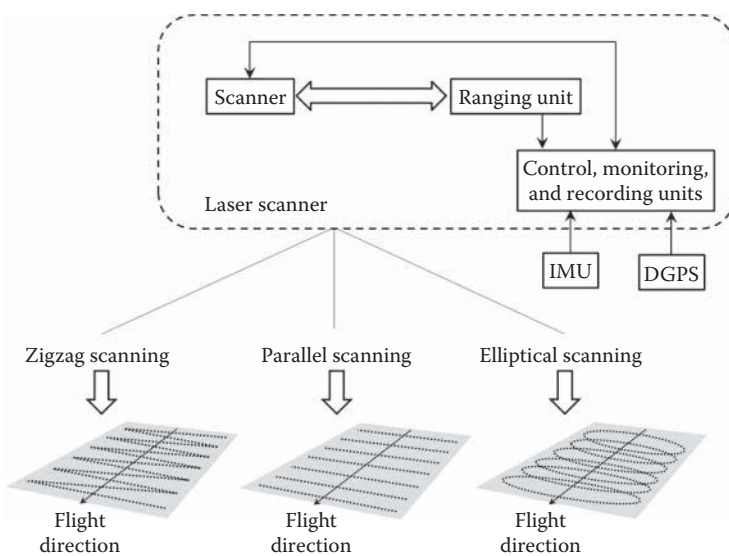 Scanner
Ranging unit
Control, monitoring,
and recording units
Laser scanner
IMU
DGPS
Zigzag scanning
Parallel scanning
Elliptical scanning
Flight
direction
Flight
direction
Flight
direction